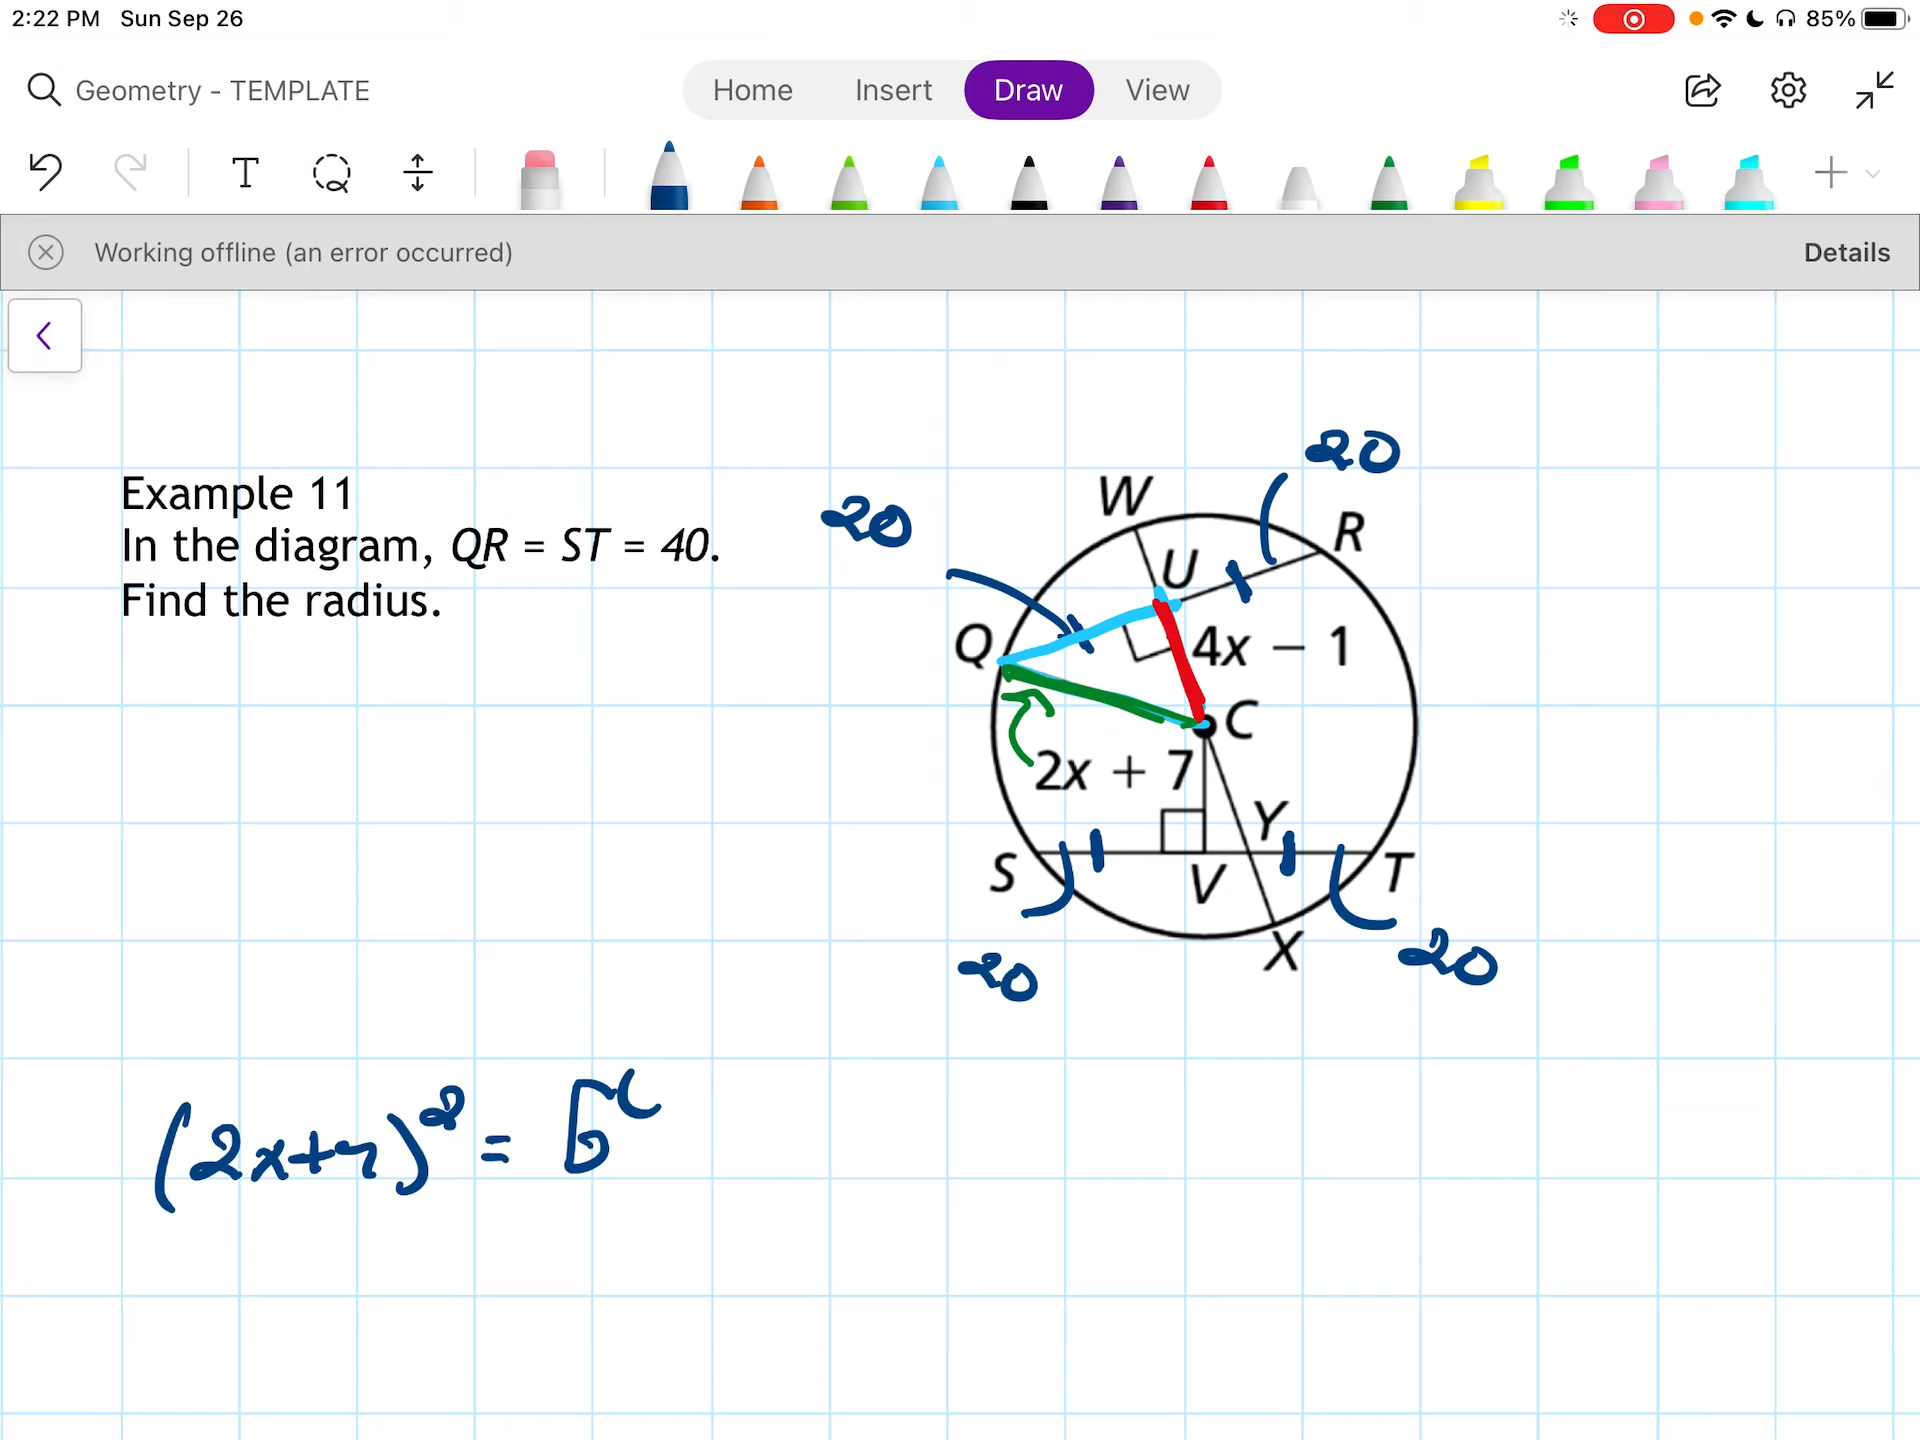 2:22 PM Sun Sep 26
85%
Geometry - TEMPLATE
Home Insert Draw View
T
Working offline (an error occurred)
Details
Example 11
In the diagram, QR = ST = 40.
Find the radius.
20
20
W
R
U
Q
4x - 1
C
2x + 7
Y
S
V
T
X
20
20
(2x+7)² =